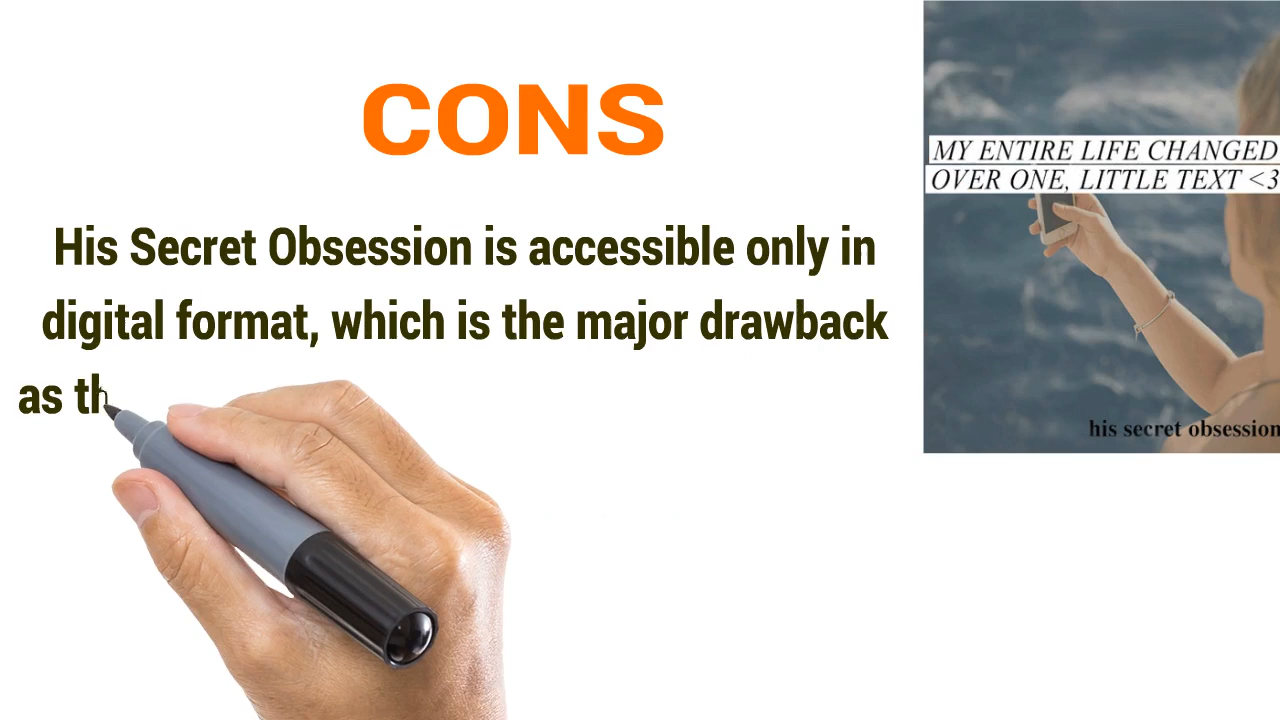 CONS
His Secret Obsession is accessible only in
digital format, which is the major drawback
as th
MY ENTIRE LIFE CHANGED
OVER ONE, LITTLE TEXT <3
his secret obsession